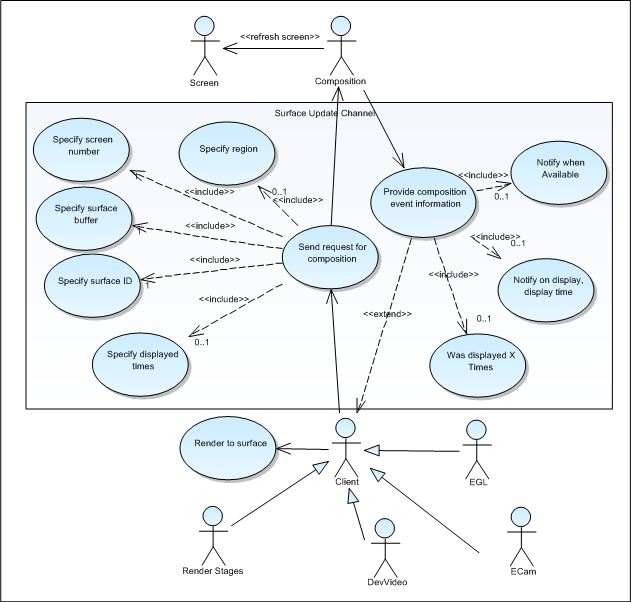 <<refresh screen>>
Screen
Composition
Surface Update Channel
Specify screen
number
Specify region
Notify when
Available
<<include>>
0..1
<<include>>
0..1
<<include>>
Provide composition
event information
Specify surface
buffer
<<include>>
Send request for
composition
<<include>>
0..1
Specify surface ID
1
<<include>>
<<include>>
Notify on display,
display time
<<include>>
<<extend>>
0..1
0..1
Specify displayed
times
Was displayed X
Times
Render to surface
Client
EGL
Render Stages
DevVideo
ECam